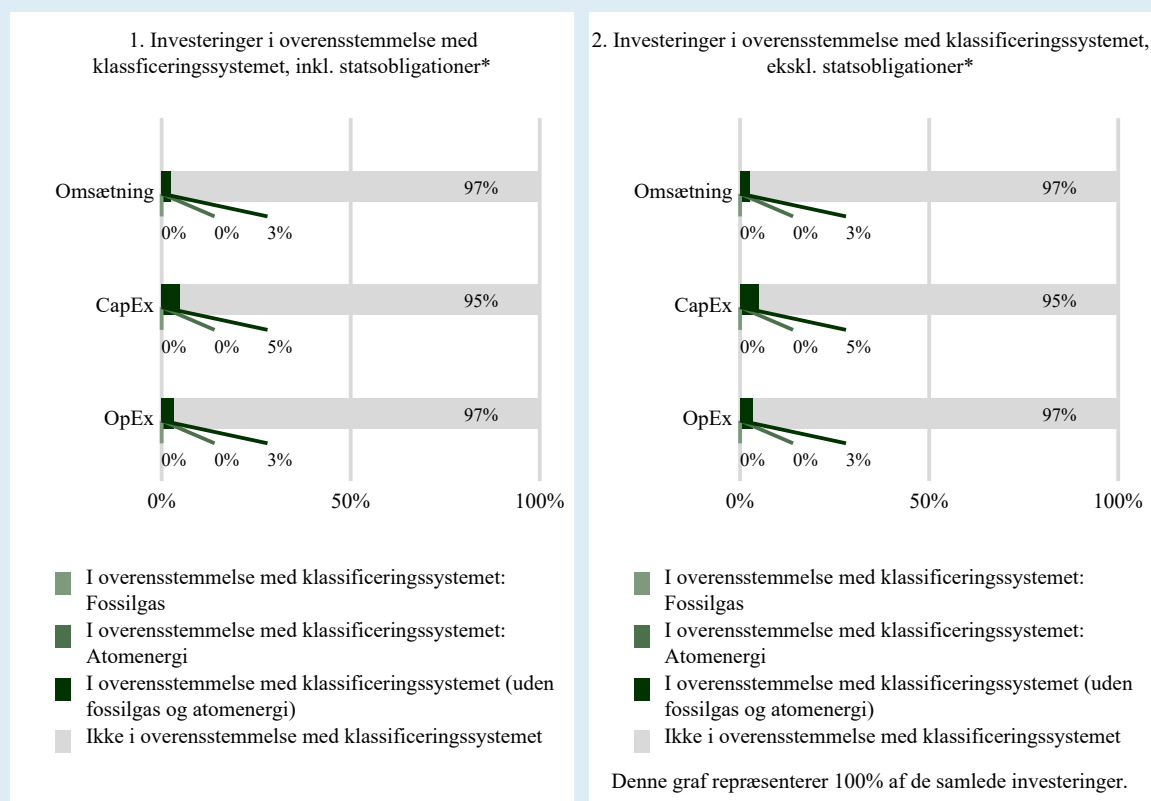 1. Investeringer i overensstemmelse med
klassficeringssystemet, inkl. statsobligationer*
Omsætning
97%
0% 0% 3%
CapEx
95%
0% 0% 5%
OpEx
97%
0% 0% 3%
0% 50% 100%
I overensstemmelse med klassificeringssystemet:
Fossilgas
I overensstemmelse med klassificeringssystemet:
Atomenergi
I overensstemmelse med klassificeringssystemet (uden
fossilgas og atomenergi)
Ikke i overensstemmelse med klassificeringssystemet
2. Investeringer i overensstemmelse med klassificeringssystemet,
ekskl. statsobligationer*
Omsætning
97%
0% 0% 3%
CapEx
95%
0% 0% 5%
OpEx
97%
0% 0% 3%
0% 50% 100%
I overensstemmelse med klassificeringssystemet:
Fossilgas
I overensstemmelse med klassificeringssystemet:
Atomenergi
I overensstemmelse med klassificeringssystemet (uden
fossilgas og atomenergi)
Ikke i overensstemmelse med klassificeringssystemet
Denne graf repræsenterer 100% af de samlede investeringer.